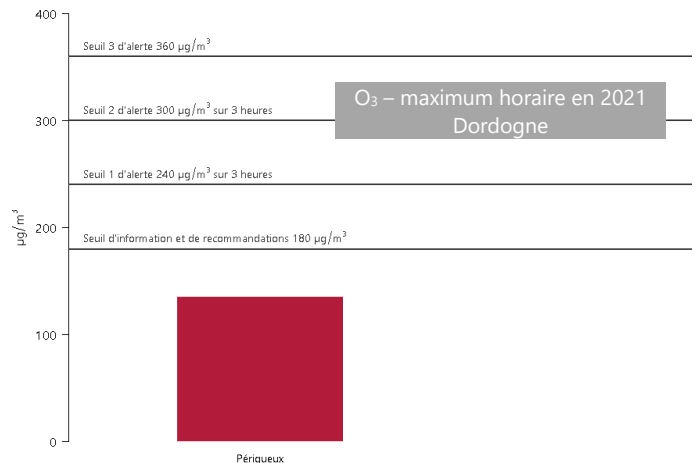 400
Seuil 3 d'alerte 360 µg/m³
O₃ – maximum horaire en 2021
Dordogne
Seuil 2 d'alerte 300 µg/m³ sur 3 heures
300
Seuil 1 d'alerte 240 µg/m³ sur 3 heures
µg/m³
200
Seuil d'information et de recommandations 180 µg/m³
100
0
Périgueux